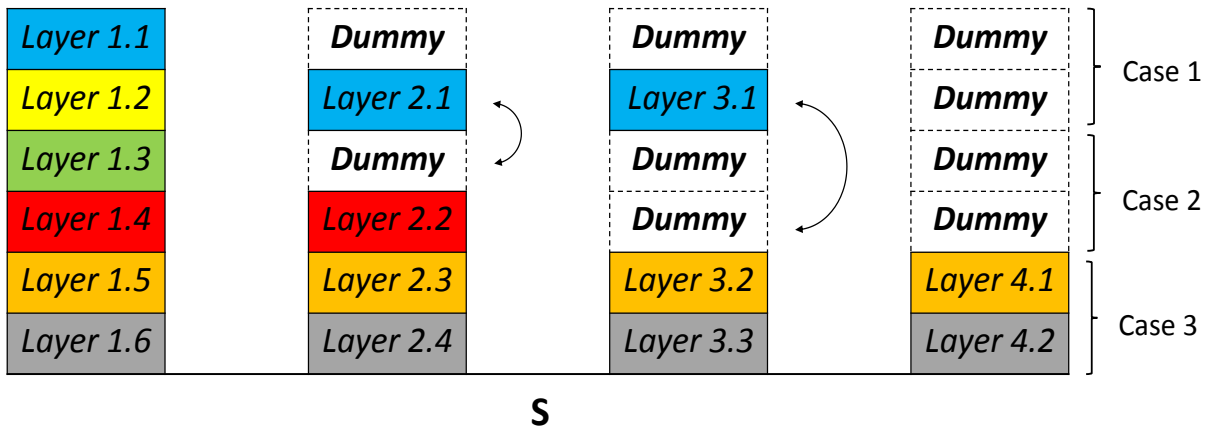 Layer 1.1 Dummy Dummy Dummy
Case 1
Layer 1.2 Layer 2.1 Layer 3.1 Dummy
Layer 1.3 Dummy Dummy Dummy
Case 2
Layer 1.4 Layer 2.2 Dummy Dummy
Layer 1.5 Layer 2.3 Layer 3.2 Layer 4.1
Case 3
Layer 1.6 Layer 2.4 Layer 3.3 Layer 4.2
S